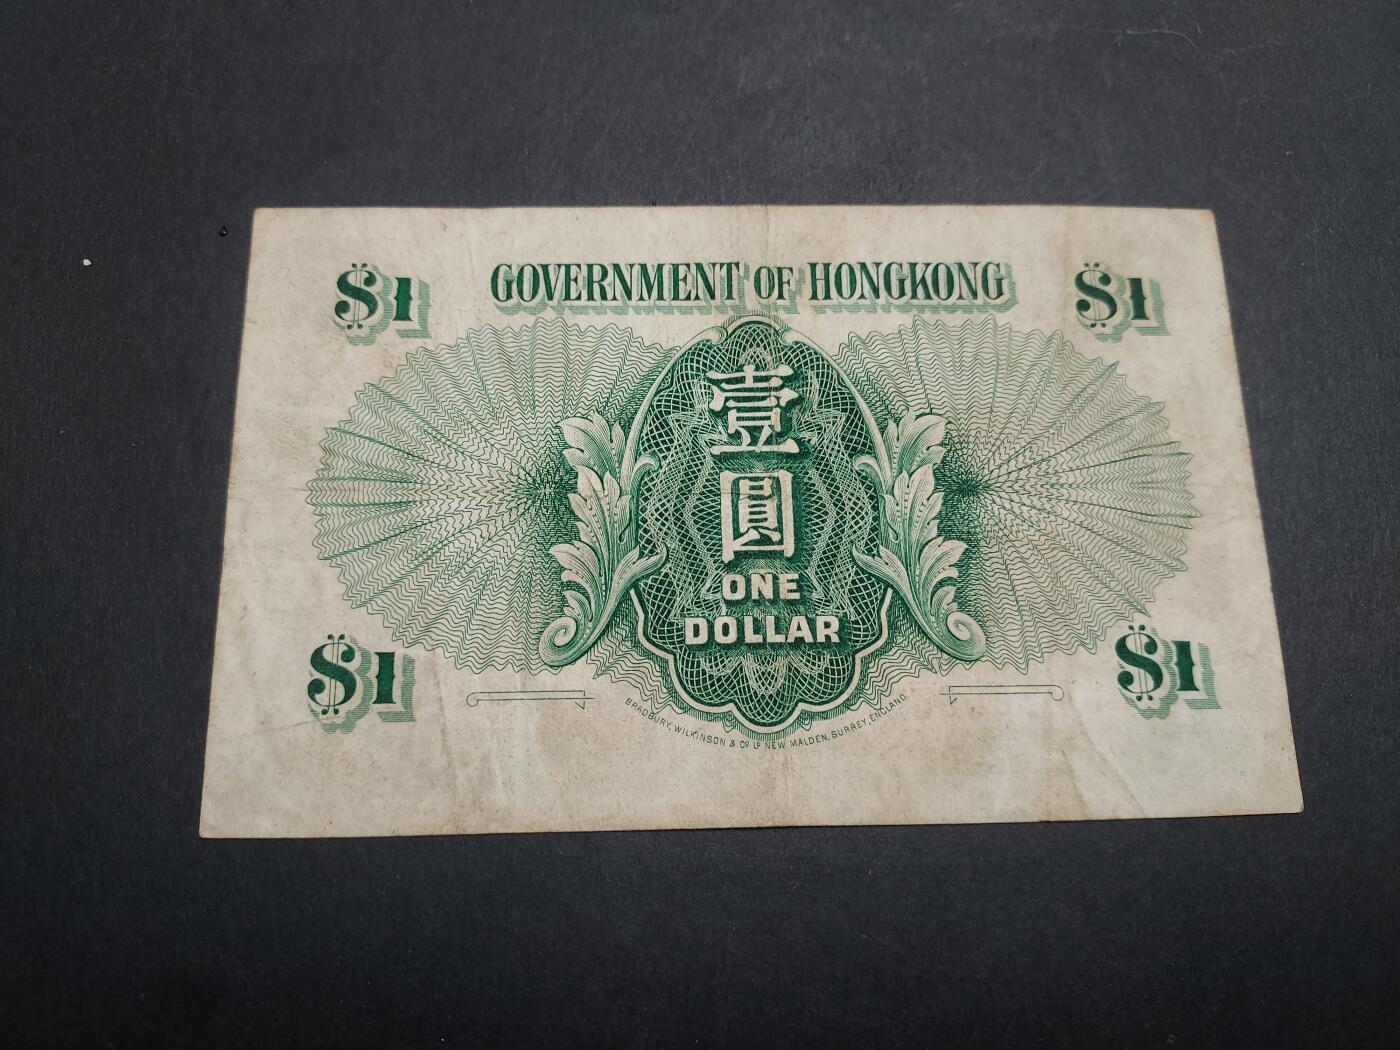 $1 GOVERNMENT OF HONGKONG $1
壹
圓
ONE
DOLLAR
$1 $1
BRADBURY, WILKINSON & Cº Lᴰ NEW MALDEN, SURREY, ENGLAND.